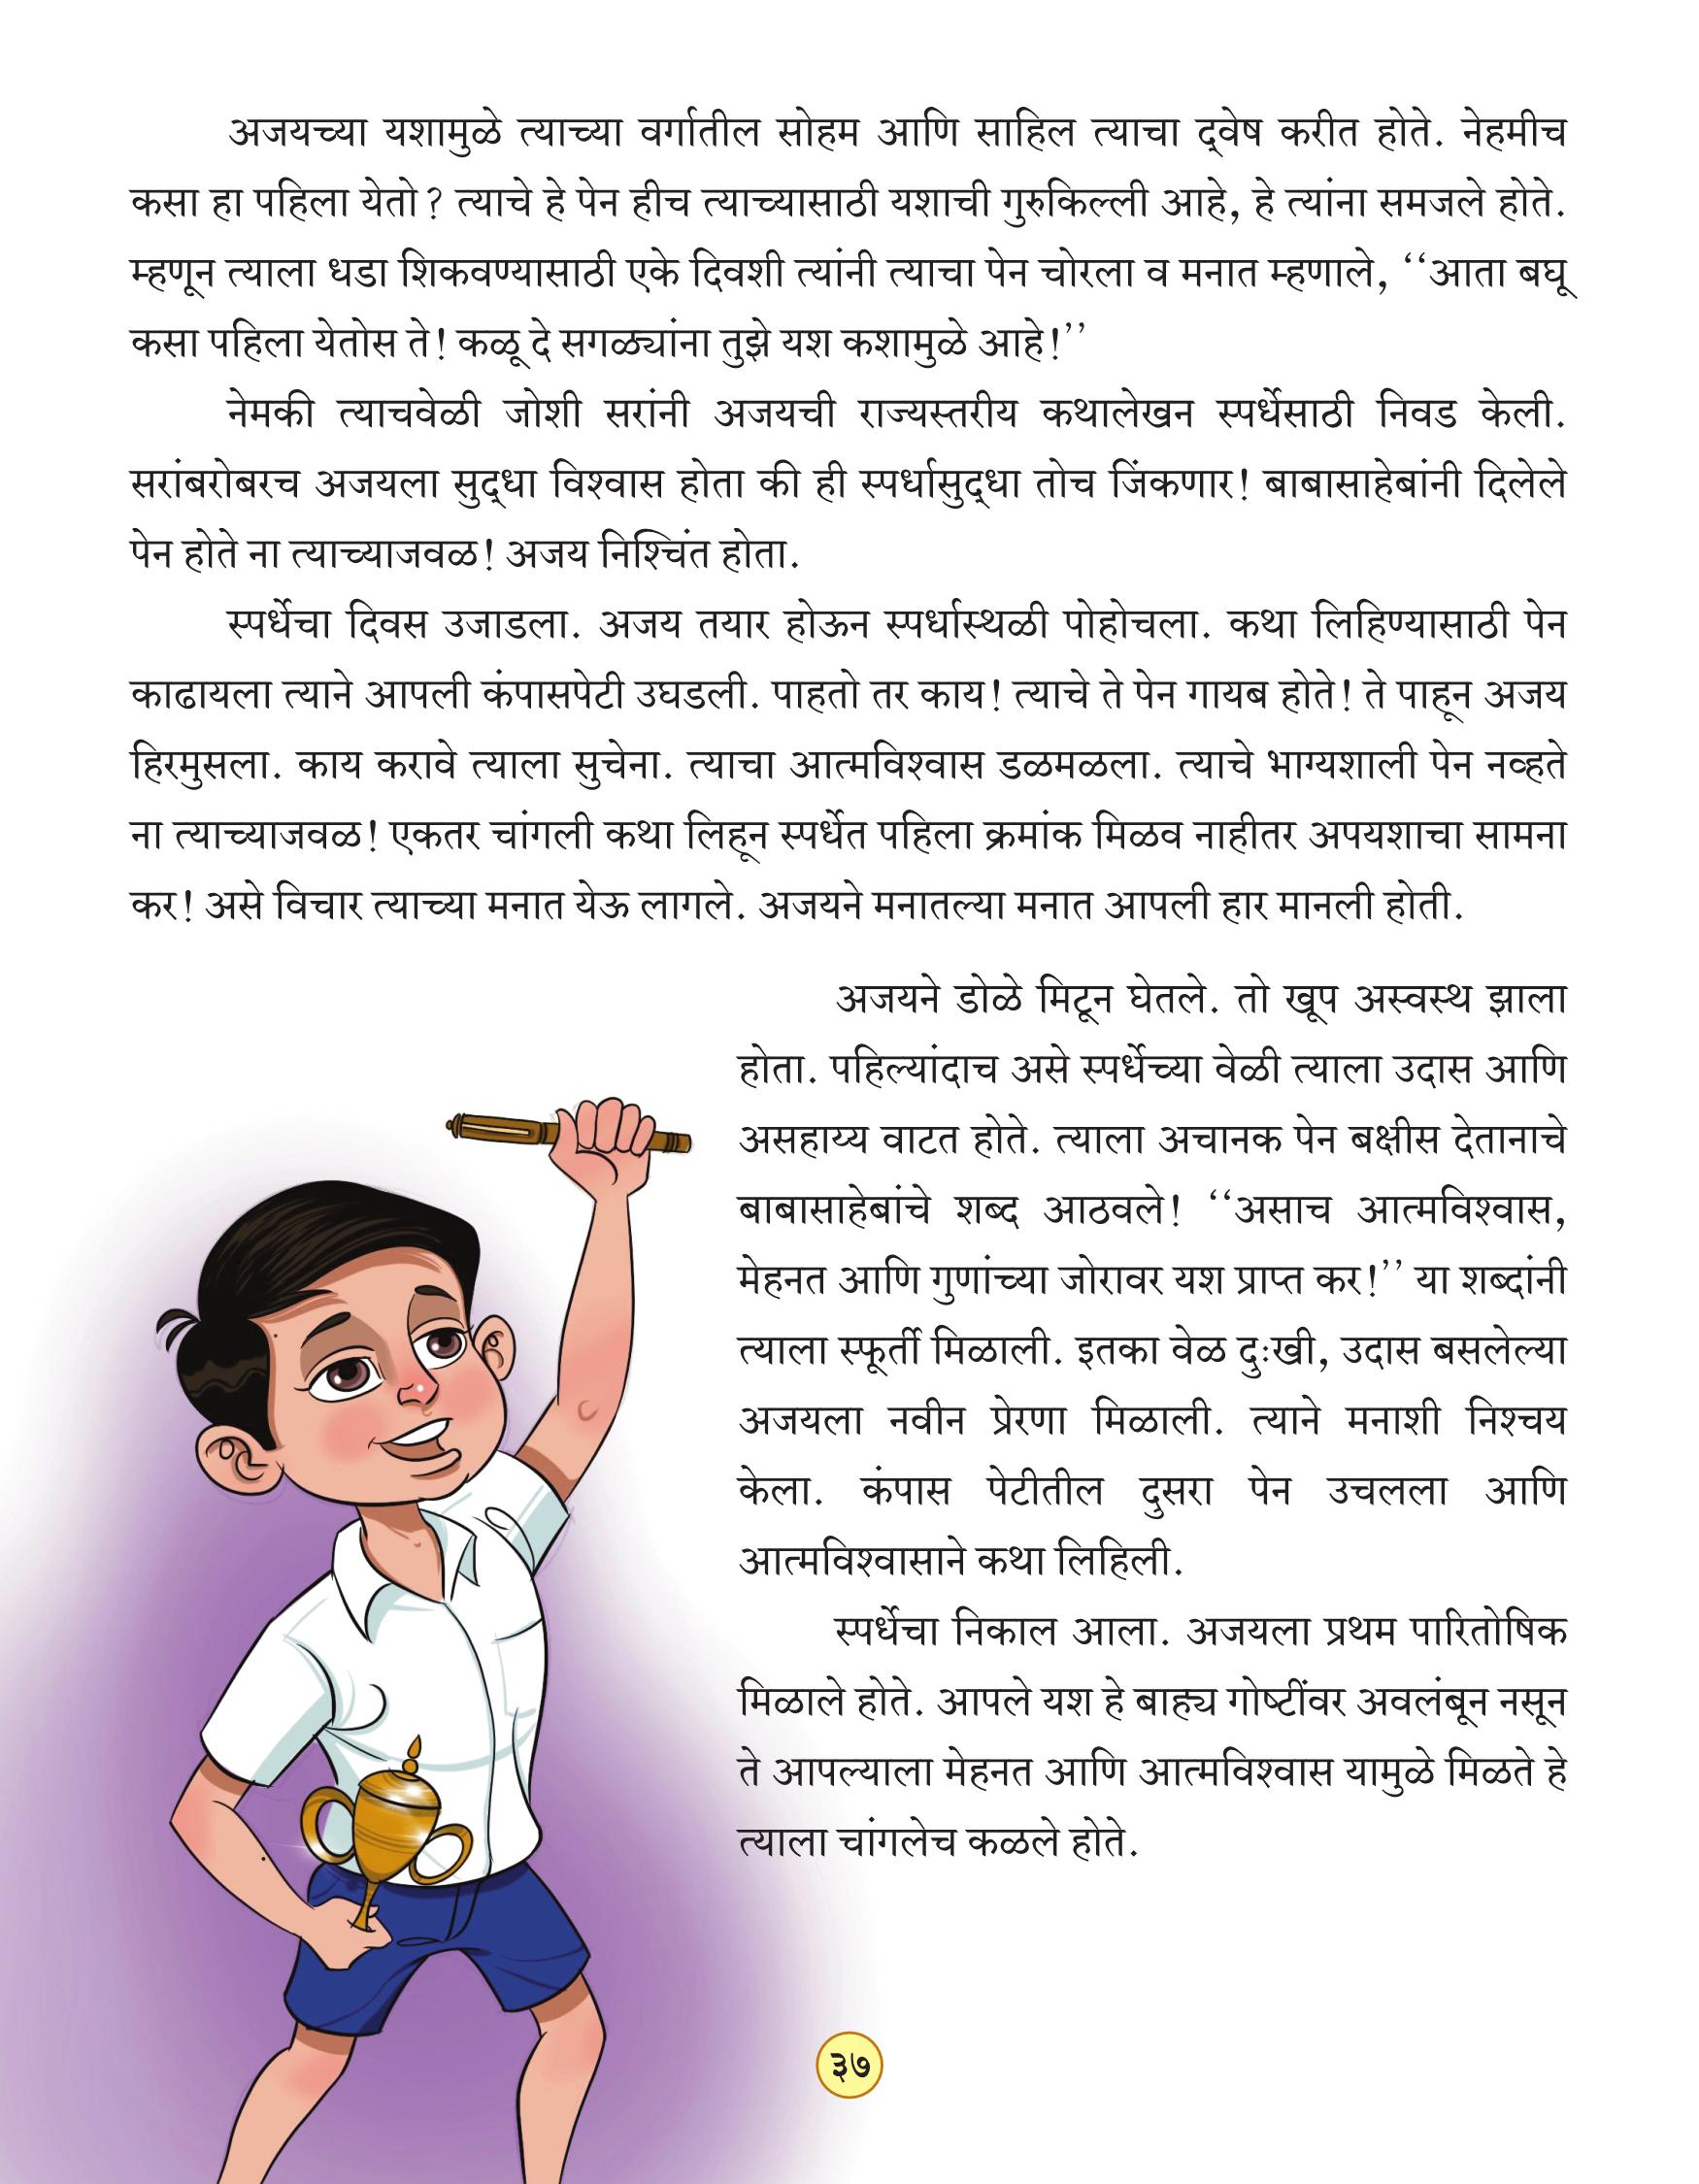 अजयच्या यशामुळे त्याच्या वर्गातील सोहम आणि साहिल त्याचा द्‌वेष करीत होते. नेहमीच
कसा हा पहिला येतो? त्याचे हे पेन हीच त्याच्यासाठी यशाची गुरुकिल्ली आहे, हे त्यांना समजले होते.
म्हणून त्याला धडा शिकवण्यासाठी एके दिवशी त्यांनी त्याचा पेन चोरला व मनात म्हणाले, ‘‘आता बघू
कसा पहिला येतोस ते! कळू दे सगळ्यांना तुझे यश कशामुळे आहे!’’
नेमकी त्याचवेळी जोशी सरांनी अजयची राज्यस्तरीय कथालेखन स्पर्धेसाठी निवड केली.
सरांबरोबरच अजयला सुद्‌धा विश्वास होता की ही स्पर्धासुद्‌धा तोच जिंकणार! बाबासाहेबांनी दिलेले
पेन होते ना त्याच्याजवळ! अजय निश्चिंत होता.
स्पर्धेचा दिवस उजाडला. अजय तयार होऊन स्पर्धास्थळी पोहोचला. कथा लिहिण्यासाठी पेन
काढायला त्याने आपली कंपासपेटी उघडली. पाहतो तर काय! त्याचे ते पेन गायब होते! ते पाहून अजय
हिरमुसला. काय करावे त्याला सुचेना. त्याचा आत्मविश्वास डळमळला. त्याचे भाग्यशाली पेन नव्हते
ना त्याच्याजवळ! एकतर चांगली कथा लिहून स्पर्धेत पहिला क्रमांक मिळव नाहीतर अपयशाचा सामना
कर! असे विचार त्याच्या मनात येऊ लागले. अजयने मनातल्या मनात आपली हार मानली होती.
अजयने डोळे मिटून घेतले. तो खूप अस्वस्थ झाला
होता. पहिल्यांदाच असे स्पर्धेच्या वेळी त्याला उदास आणि
असहाय्य वाटत होते. त्याला अचानक पेन बक्षीस देतानाचे
बाबासाहेबांचे शब्द आठवले! ‘‘असाच आत्मविश्वास,
मेहनत आणि गुणांच्या जोरावर यश प्राप्त कर!’’ या शब्दांनी
त्याला स्फूर्ती मिळाली. इतका वेळ दुःखी, उदास बसलेल्या
अजयला नवीन प्रेरणा मिळाली. त्याने मनाशी निश्चय
केला. कंपास पेटीतील दुसरा पेन उचलला आणि
आत्मविश्वासाने कथा लिहिली.
स्पर्धेचा निकाल आला. अजयला प्रथम पारितोषिक
मिळाले होते. आपले यश हे बाह्य गोष्टींवर अवलंबून नसून
ते आपल्याला मेहनत आणि आत्मविश्वास यामुळे मिळते हे
त्याला चांगलेच कळले होते.
३७